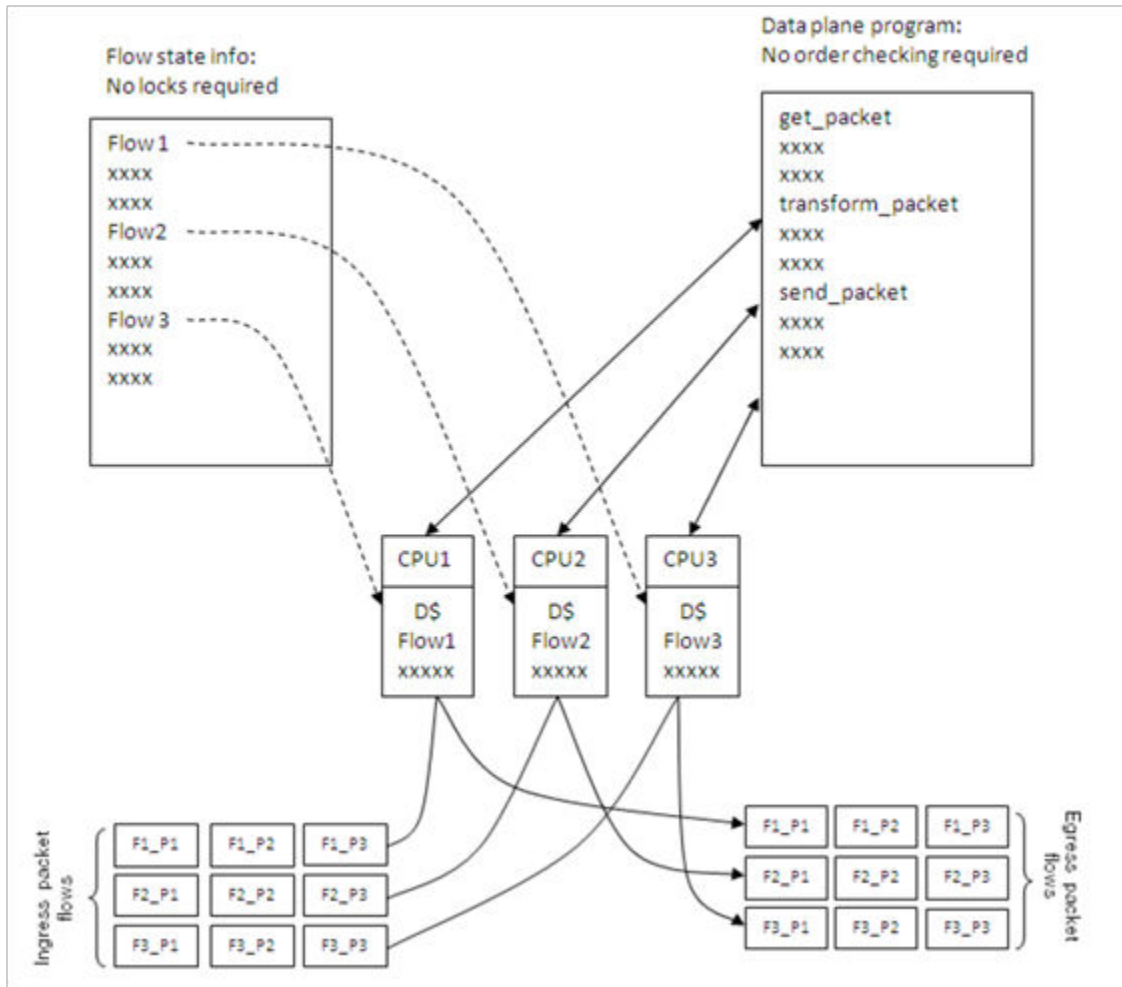 Flow state info:
No locks required
Flow 1
xxxx
xxxx
Flow2
xxxx
xxxx
Flow 3
xxxx
xxxx
Data plane program:
No order checking required
get_packet
xxxx
xxxx
transform_packet
xxxx
xxxx
send_packet
xxxx
xxxx
CPU1
D$
Flow1
xxxxx
CPU2
D$
Flow2
xxxxx
CPU3
D$
Flow3
xxxxx
Ingress packet
flows
F1_P1 F1_P2 F1_P3
F2_P1 F2_P2 F2_P3
F3_P1 F3_P2 F3_P3
F1_P1 F1_P2 F1_P3
F2_P1 F2_P2 F2_P3
F3_P1 F3_P2 F3_P3
Egress packet
flows